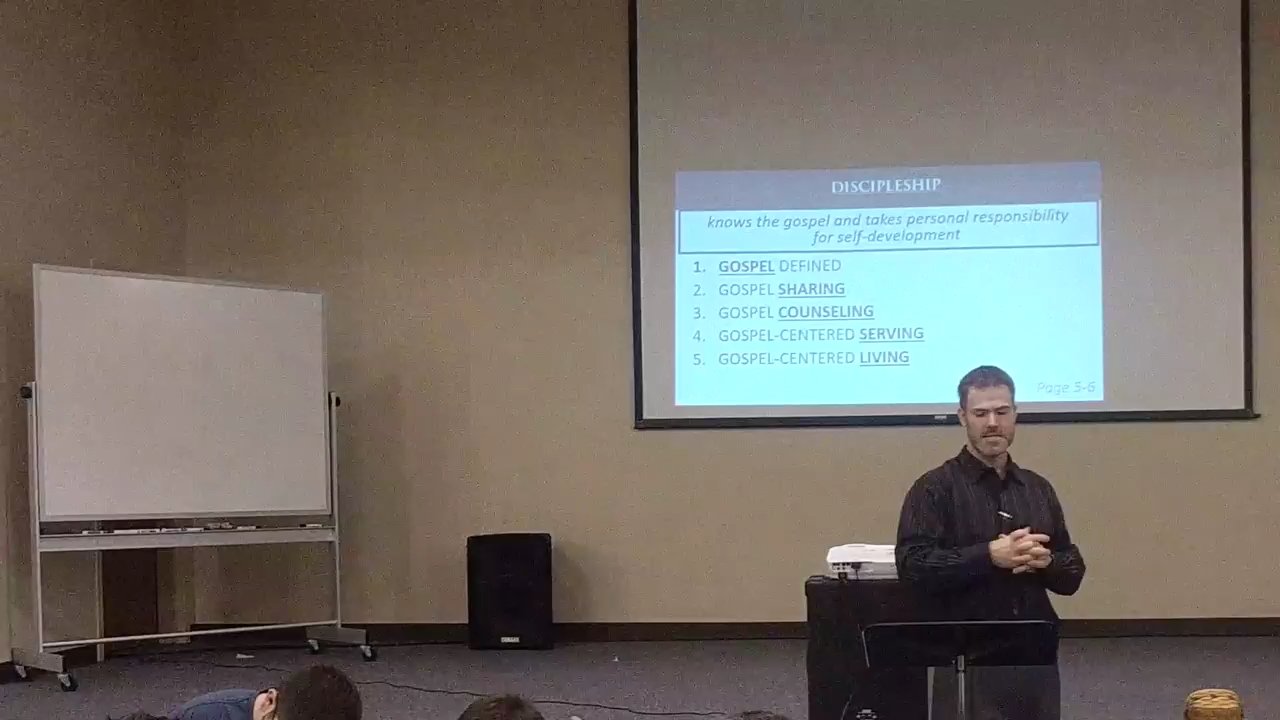 DISCIPLESHIP
knows the gospel and takes personal responsibility
for self-development
1. GOSPEL DEFINED
2. GOSPEL SHARING
3. GOSPEL COUNSELING
4. GOSPEL-CENTERED SERVING
5. GOSPEL-CENTERED LIVING
Page 5-6